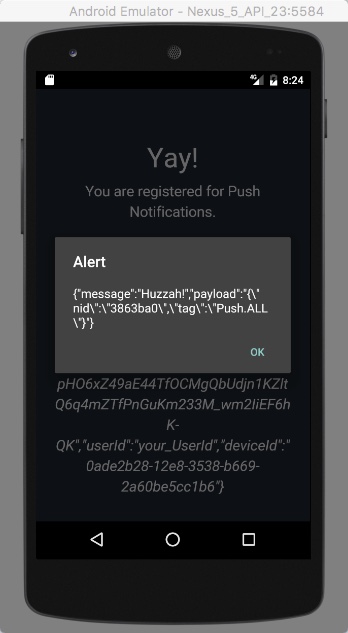 Android Emulator - Nexus_5_API_23:5584
4G 8:24
Yay!
You are registered for Push
Notifications.
Alert
{"message":"Huzzah!","payload":"{\"
nid\":\"3863ba0\",\"tag\":\"Push.ALL
\"}"}
OK
pHO6xZ49aE44TfOCMgQbUdjn1KZlt
Q6q4mZTfPnGuKm233M_wm2IiEF6h
K-
QK","userId":"your_UserId","deviceId":"
0ade2b28-12e8-3538-b669-
2a60be5cc1b6"}